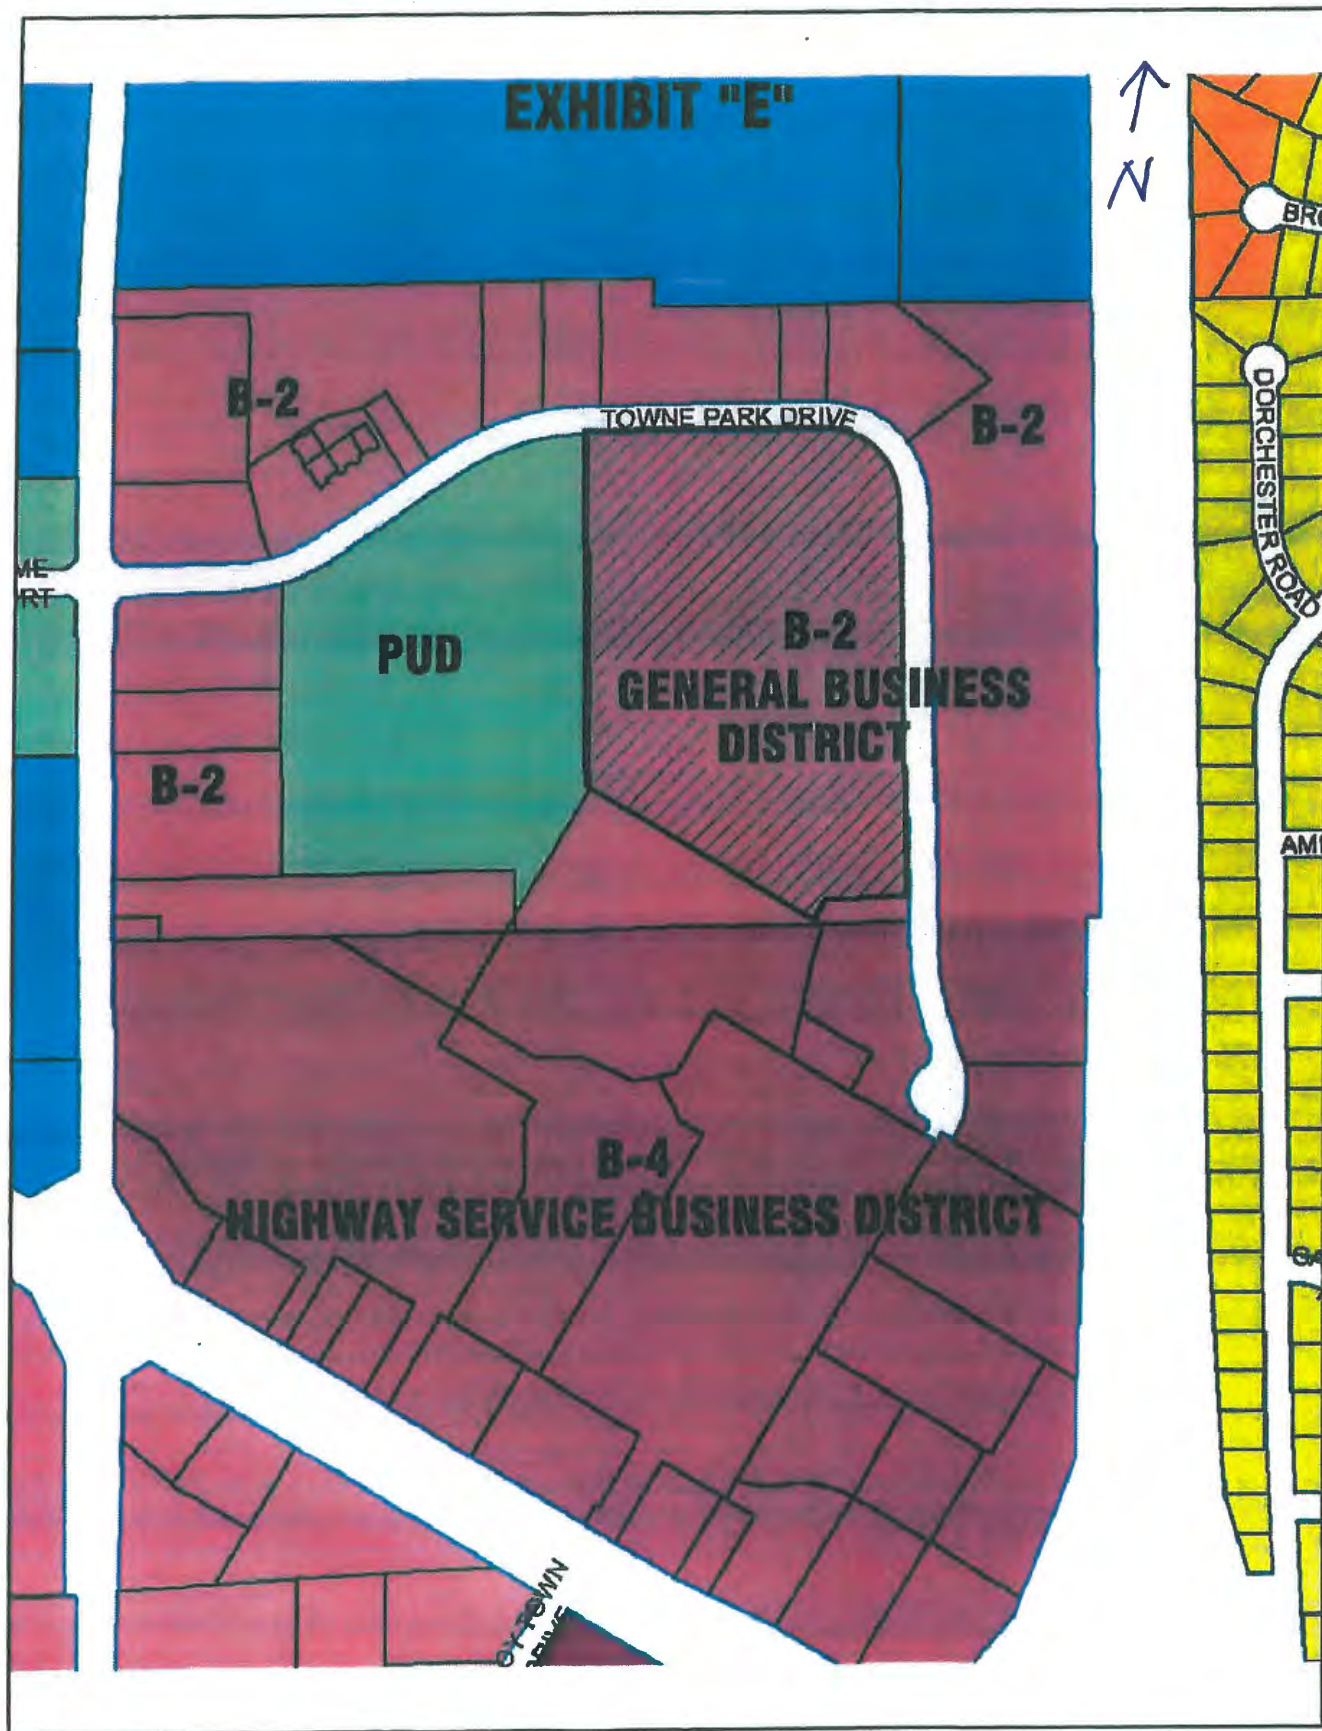 EXHIBIT "E"
N
B-2
TOWNE PARK DRIVE
B-2
DORCHESTER ROAD
PUD
B-2
GENERAL BUSINESS
DISTRICT
B-2
B-4
HIGHWAY SERVICE BUSINESS DISTRICT